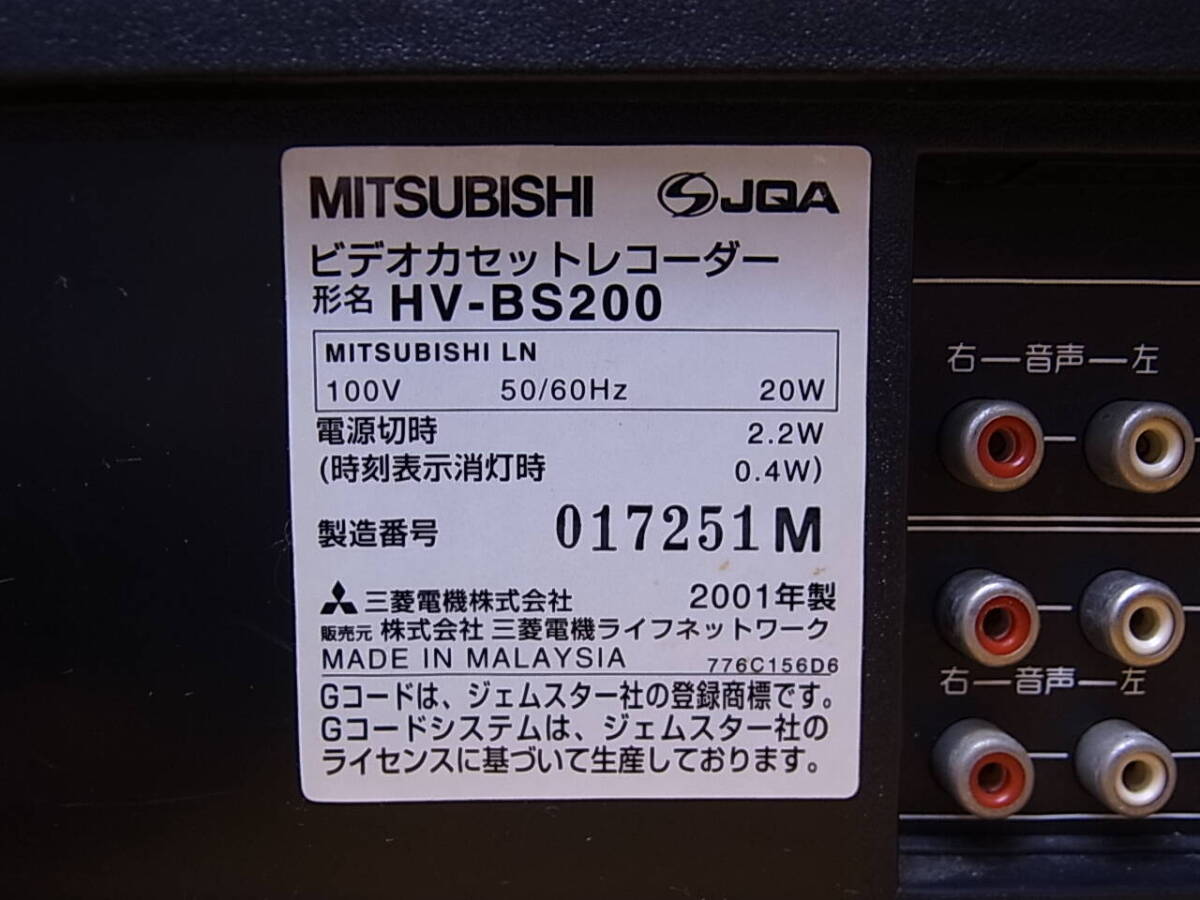 MITSUBISHI JQA
ビデオカセットレコーダー
形名 HV-BS200
MITSUBISHI LN
100V 50/60Hz 20W
電源切時 2.2W
(時刻表示消灯時 0.4W)
製造番号 017251M
三菱電機株式会社 2001年製
販売元 株式会社 三菱電機ライフネットワーク
MADE IN MALAYSIA 776C156D6
Gコードは、ジェムスター社の登録商標です。
Gコードシステムは、ジェムスター社の
ライセンスに基づいて生産しております。
右―音声―左
右―音声―左